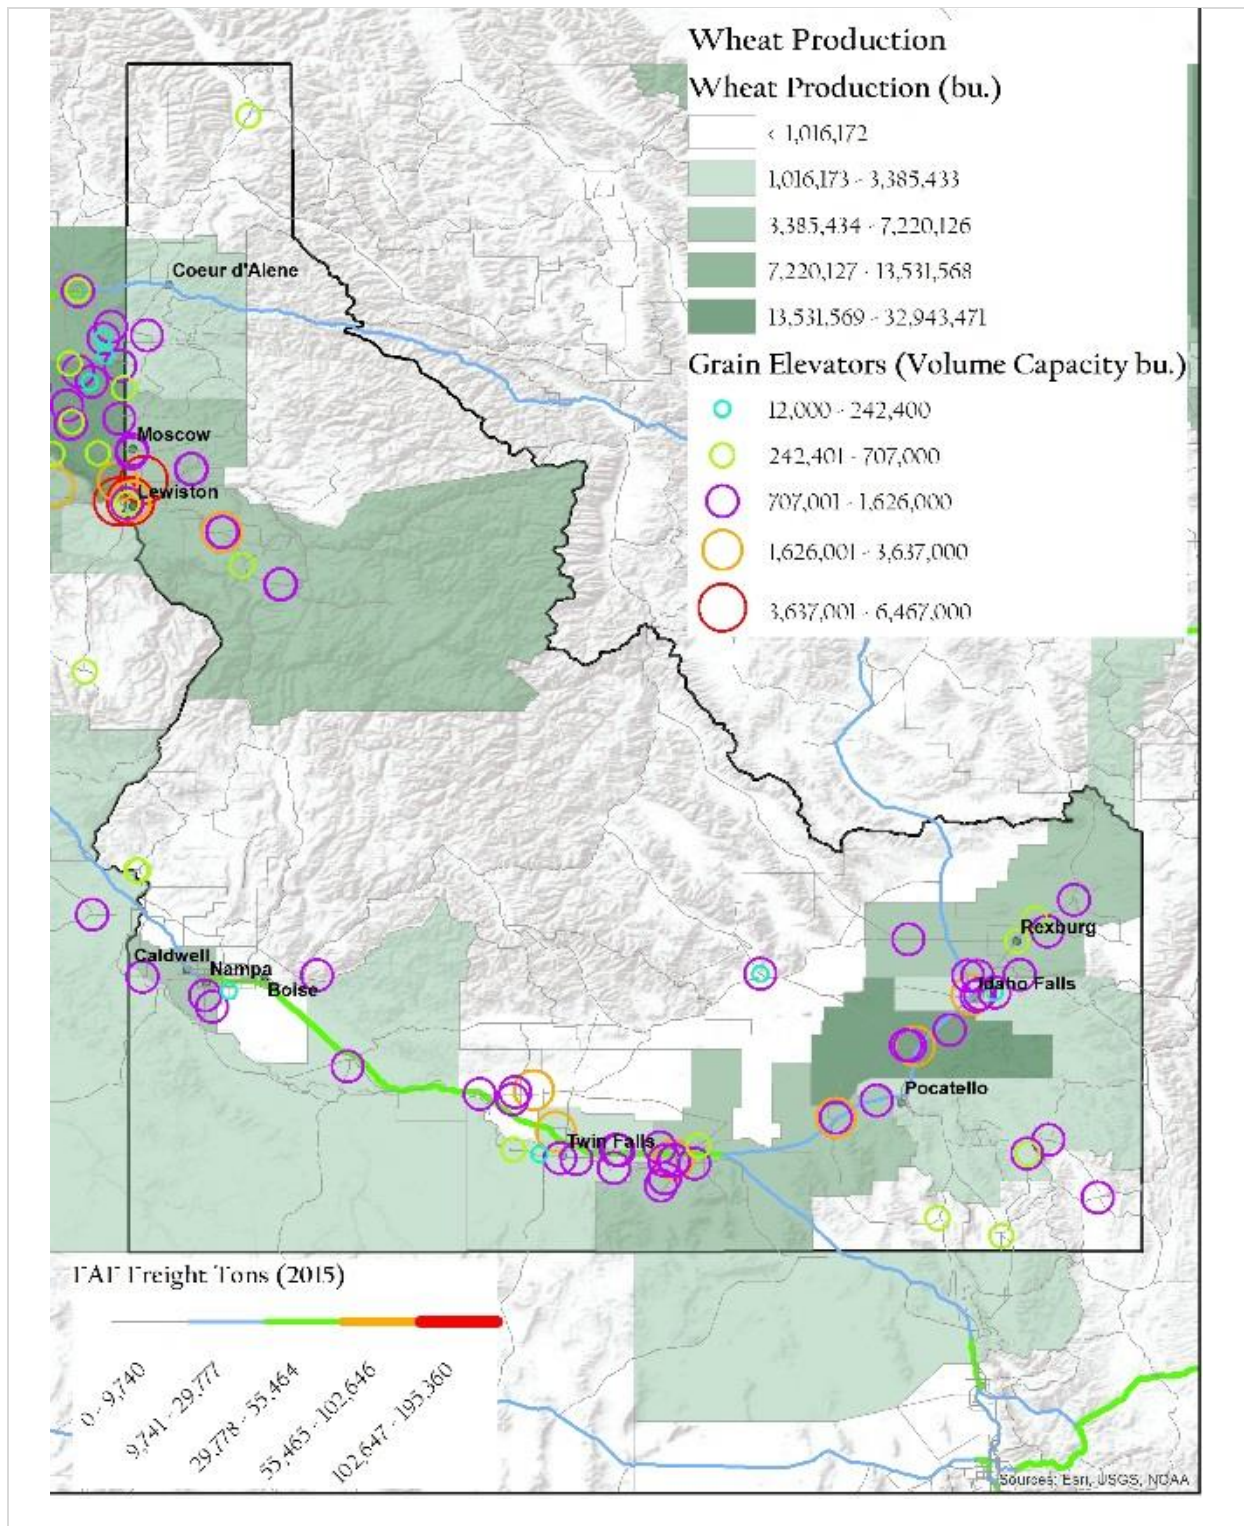 Wheat Production
Wheat Production (bu.)
< 1,016,172
1,016,173 - 3,385,433
3,385,434 - 7,220,126
7,220,127 - 13,531,568
13,531,569 - 32,943,471
Grain Elevators (Volume Capacity bu.)
12,000 - 242,400
242,401 - 707,000
707,001 - 1,626,000
1,626,001 - 3,637,000
3,637,001 - 6,467,000
Coeur d'Alene
Moscow
Lewiston
Rexburg
Caldwell
Nampa
Boise
Idaho Falls
Pocatello
Twin Falls
FAF Freight Tons (2015)
0 - 9,740
9,741 - 29,777
29,778 - 55,464
55,465 - 102,646
102,647 - 195,360
Sources: Esri, USGS, NOAA